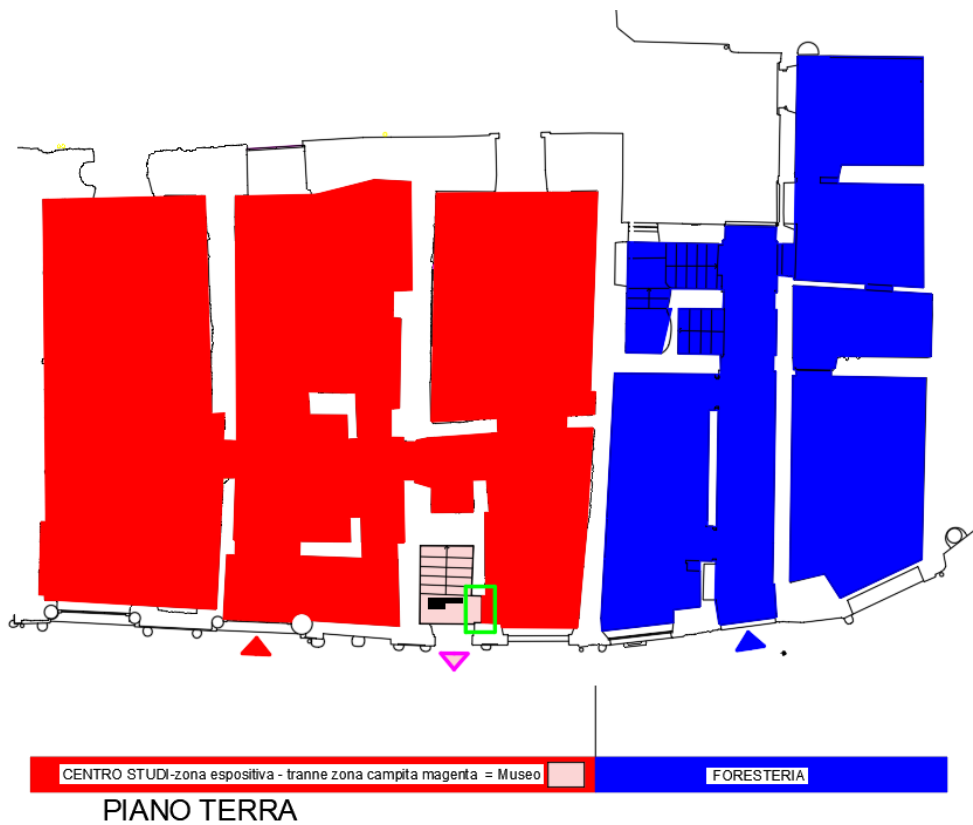 CENTRO STUDI-zona espositiva - tranne zona campita magenta = Museo
FORESTERIA
PIANO TERRA